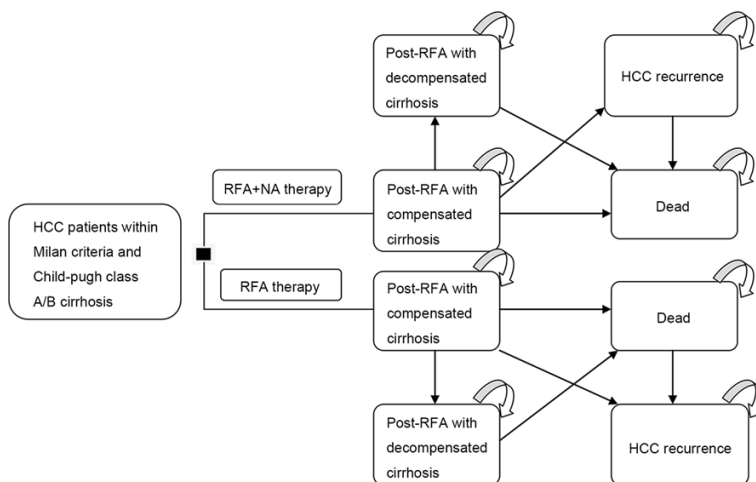 Post-RFA with
decompensated
cirrhosis
HCC recurrence
RFA+NA therapy
Post-RFA with
compensated
cirrhosis
Dead
HCC patients within
Milan criteria and
Child-pugh class
A/B cirrhosis
RFA therapy
Post-RFA with
compensated
cirrhosis
Dead
Post-RFA with
decompensated
cirrhosis
HCC recurrence